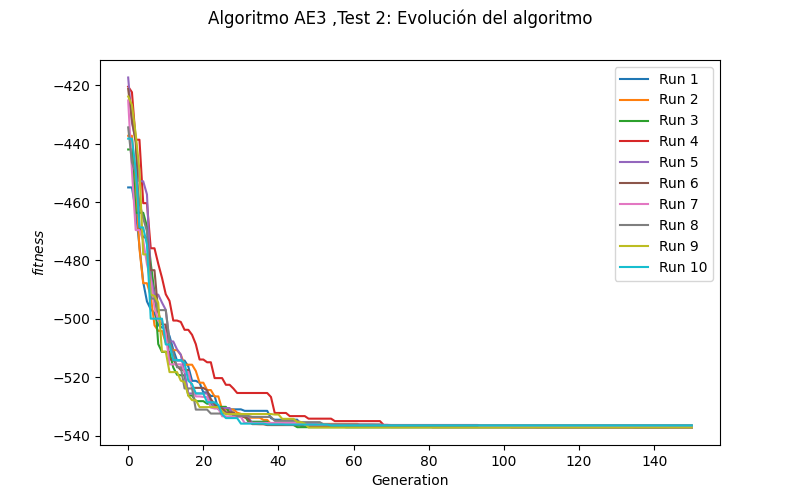 Algoritmo AE3 ,Test 2: Evolución del algoritmo
fitness
−420
−440
−460
−480
−500
−520
−540
0 20 40 60 80 100 120 140
Generation
Run 1
Run 2
Run 3
Run 4
Run 5
Run 6
Run 7
Run 8
Run 9
Run 10